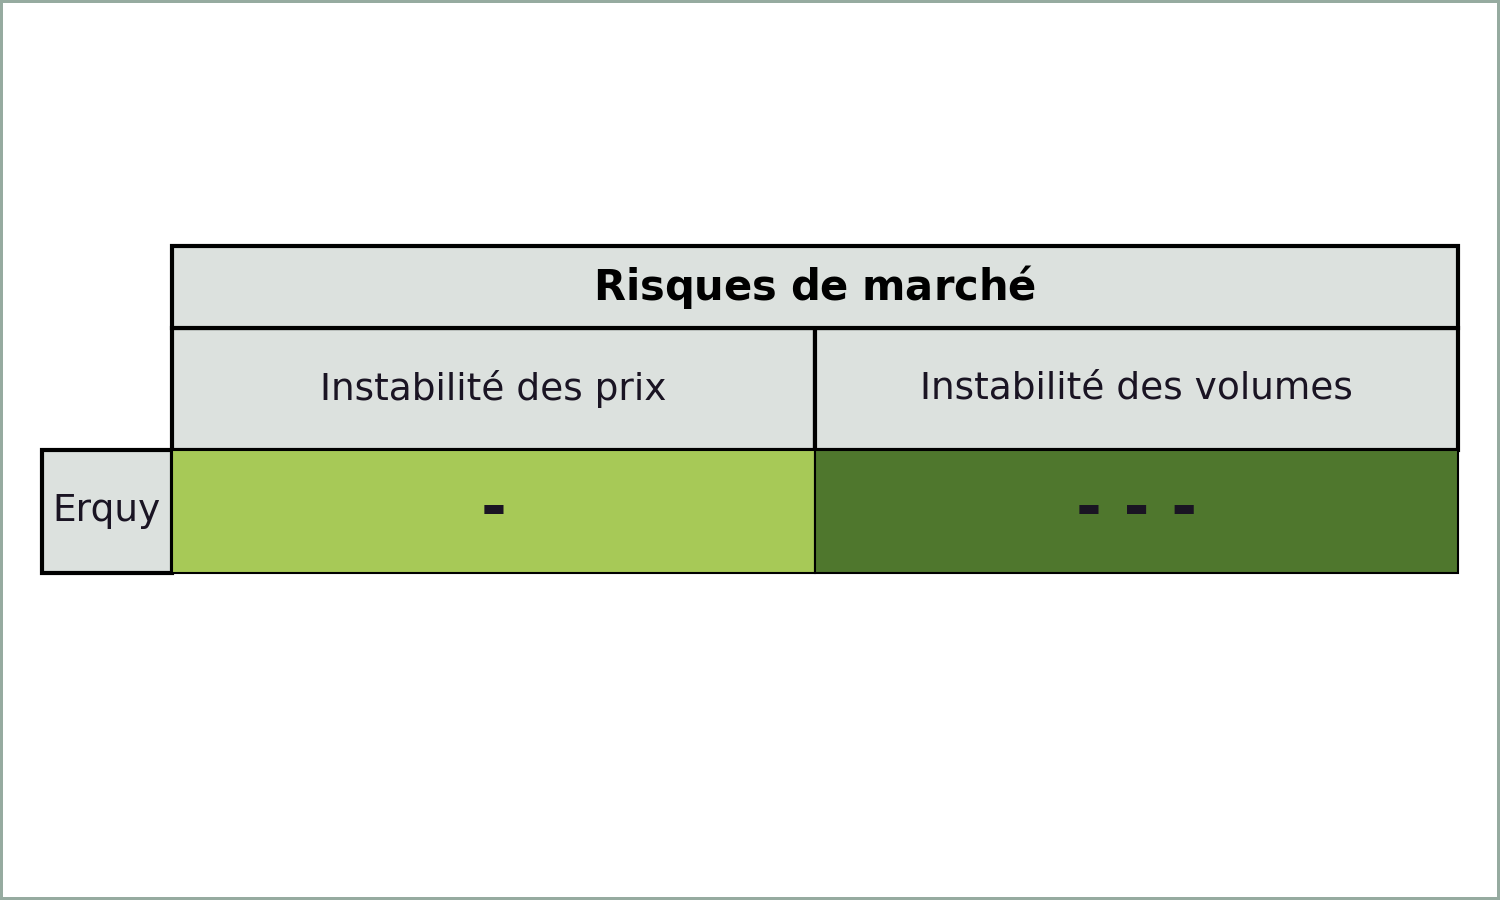 Risques de marché
Instabilité des prix
Instabilité des volumes
Erquy
-
- - -